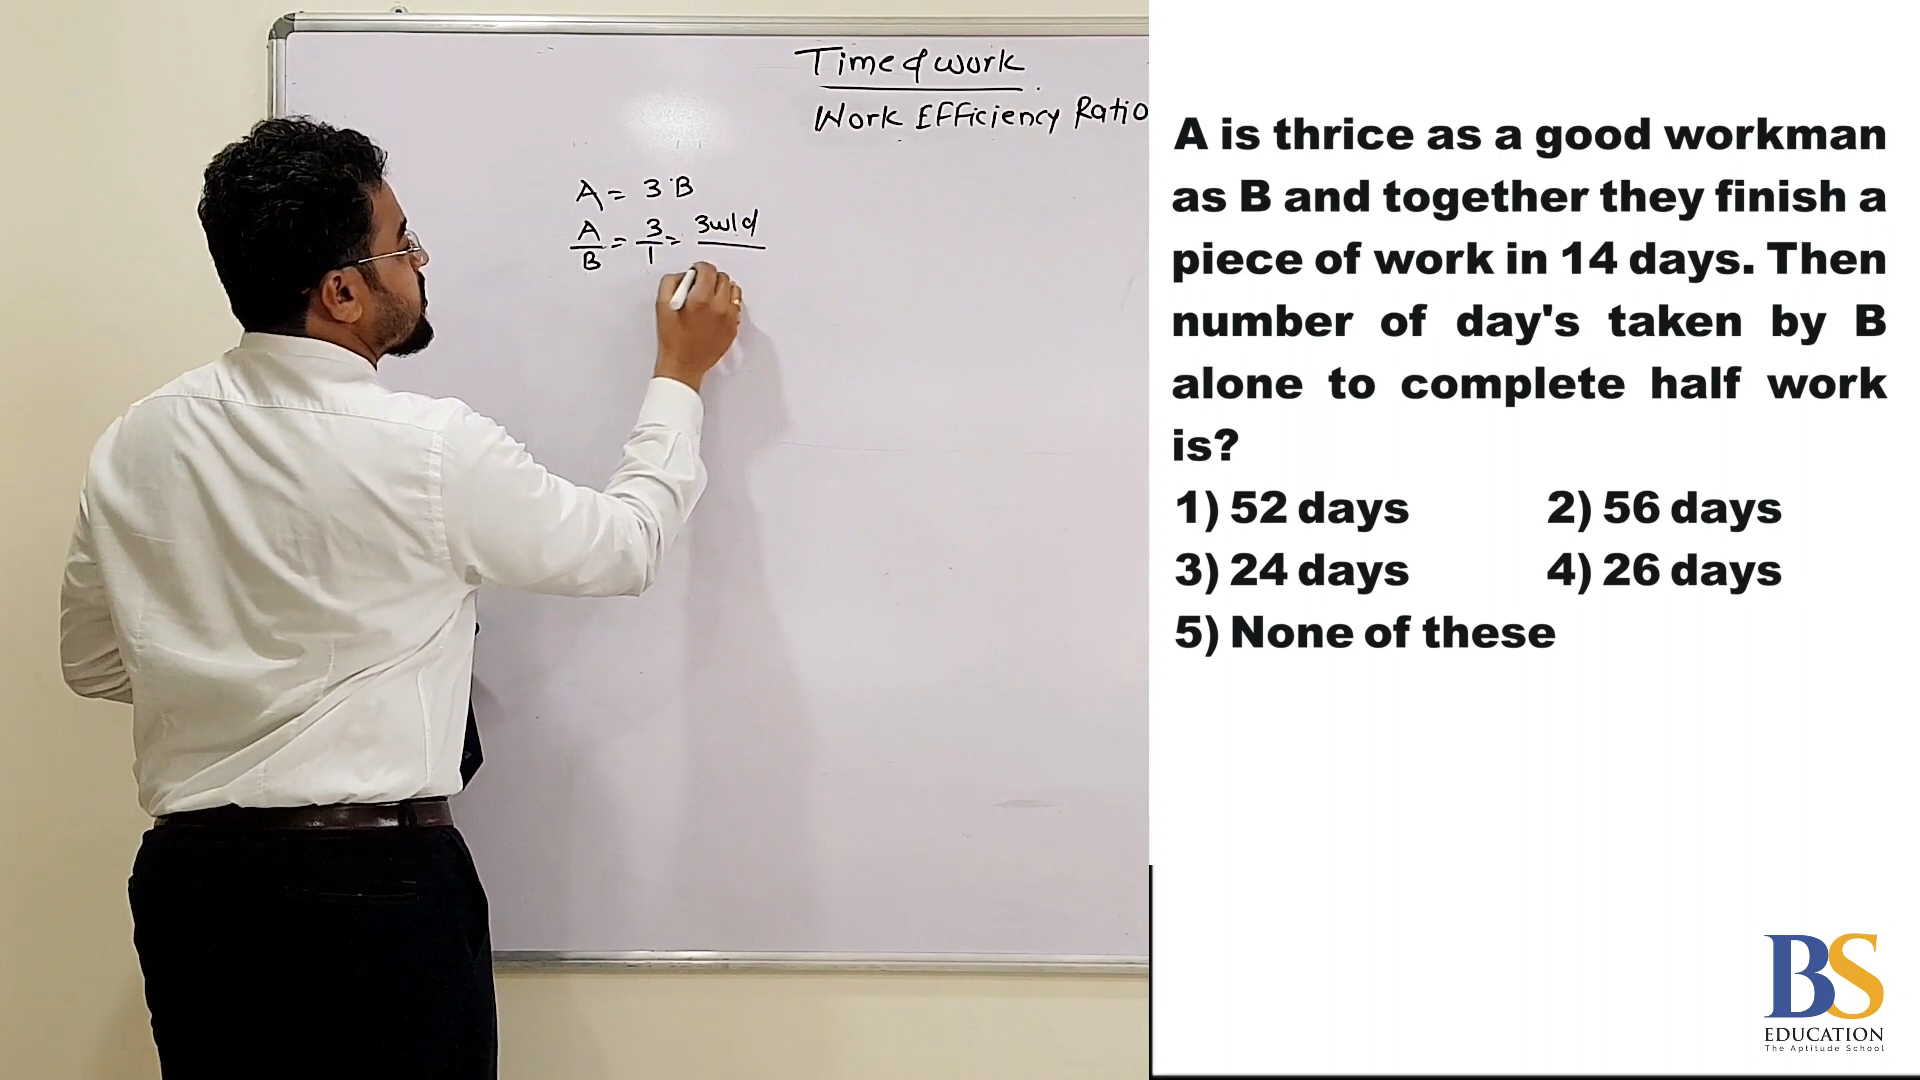 Time & work
Work Efficiency Ratio
A = 3 B
A/B = 3/1 = 3w/d
A is thrice as a good workman
as B and together they finish a
piece of work in 14 days. Then
number of day's taken by B
alone to complete half work
is?
1) 52 days 2) 56 days
3) 24 days 4) 26 days
5) None of these
BS
EDUCATION
The Aptitude School